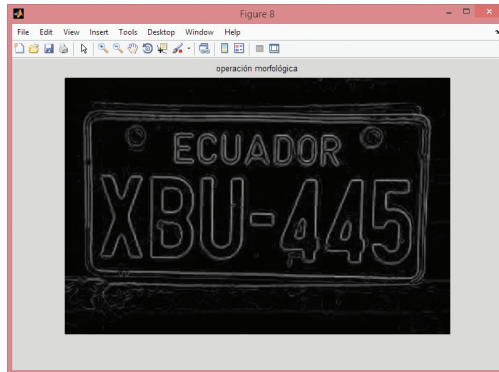 Figure 8
File Edit View Insert Tools Desktop Window Help
operación morfológica
ECUADOR
XBU-445